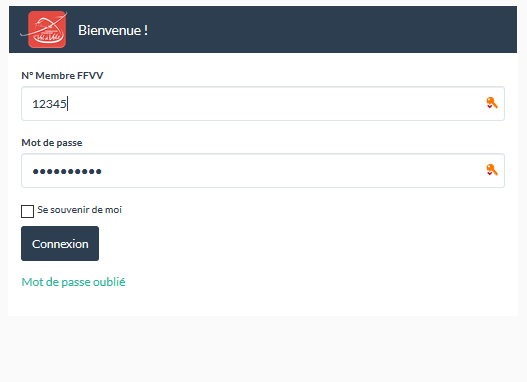 Bienvenue !
N° Membre FFVV
12345
Mot de passe
••••••••••
Se souvenir de moi
Connexion
Mot de passe oublié